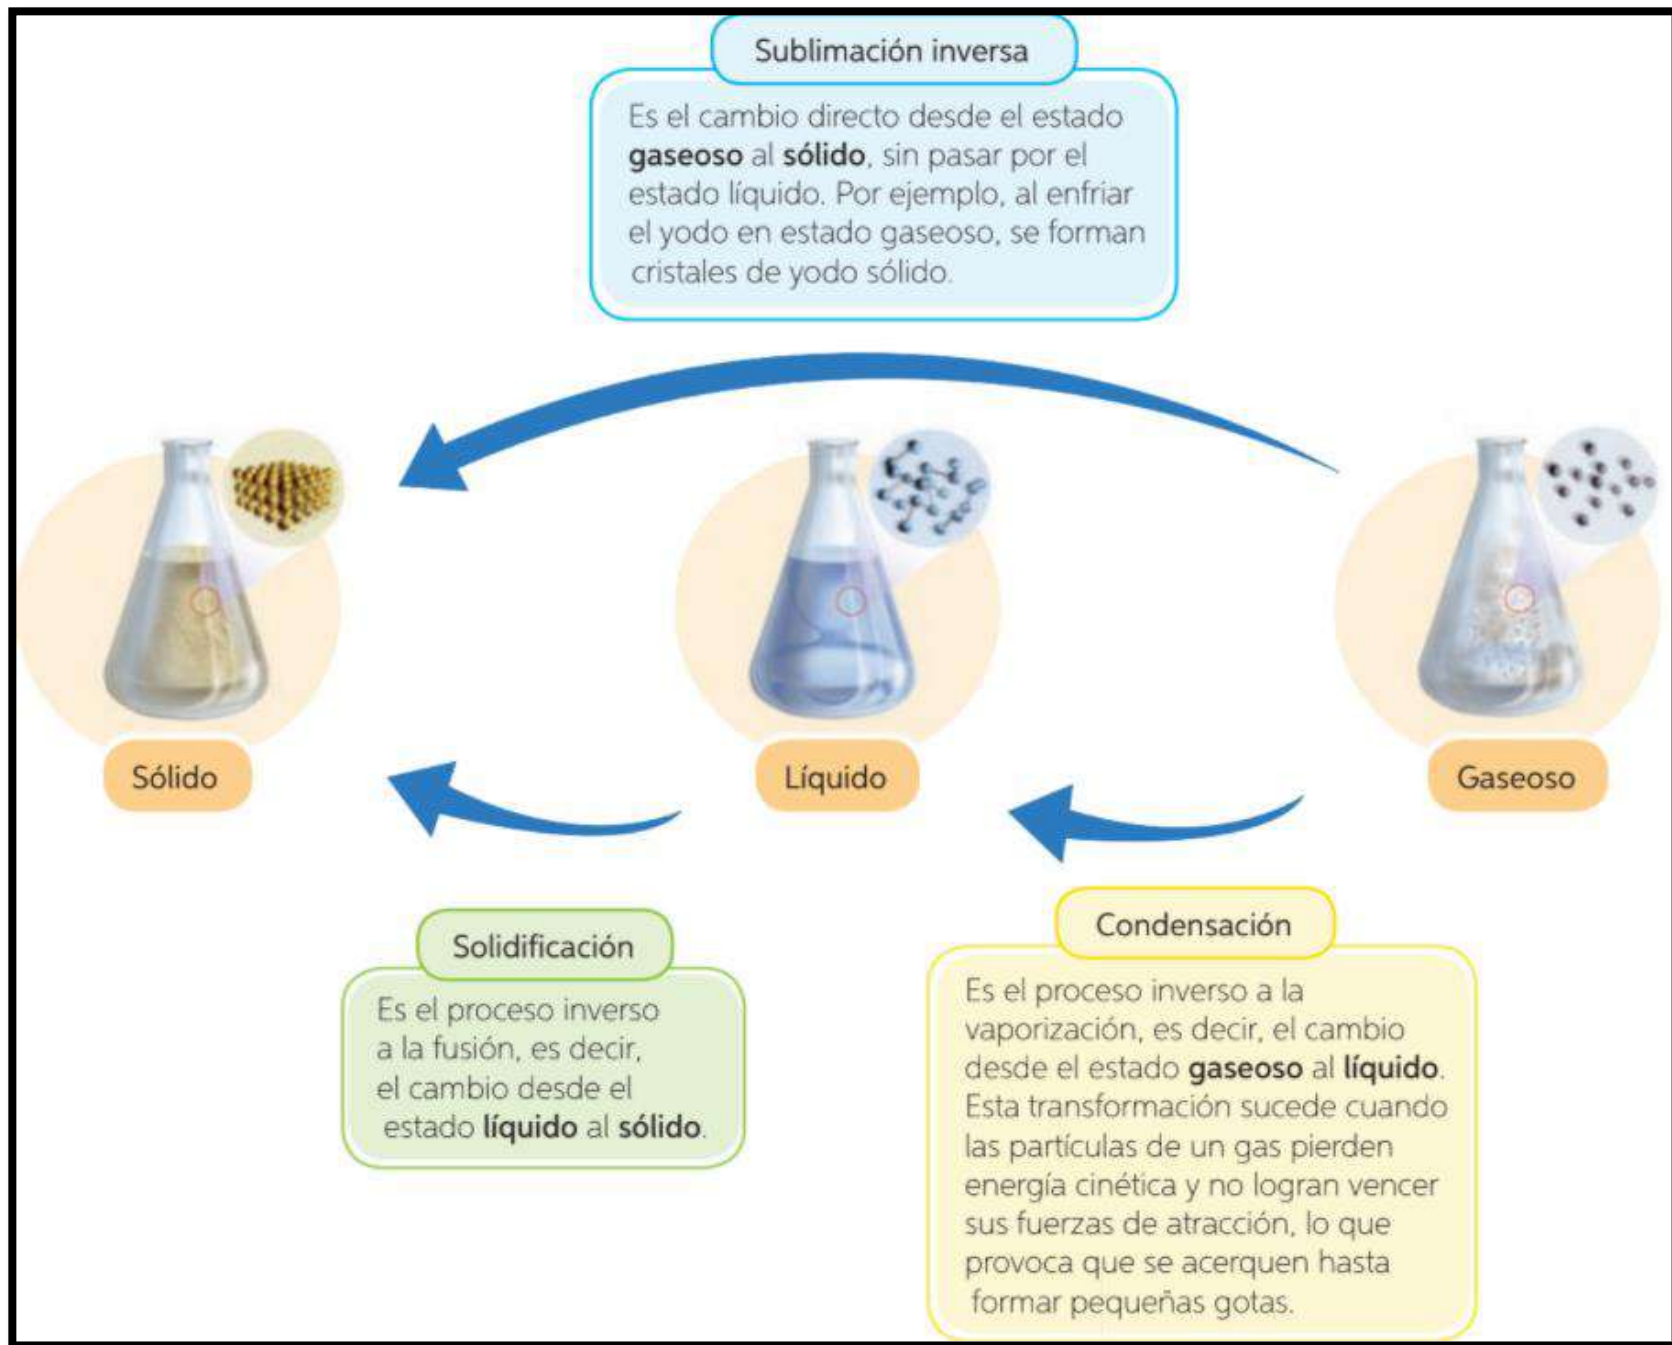 Sublimación inversa
Es el cambio directo desde el estado
gaseoso al sólido, sin pasar por el
estado líquido. Por ejemplo, al enfriar
el yodo en estado gaseoso, se forman
cristales de yodo sólido.
Sólido
Líquido
Gaseoso
Solidificación
Es el proceso inverso
a la fusión, es decir,
el cambio desde el
estado líquido al sólido.
Condensación
Es el proceso inverso a la
vaporización, es decir, el cambio
desde el estado gaseoso al líquido.
Esta transformación sucede cuando
las partículas de un gas pierden
energía cinética y no logran vencer
sus fuerzas de atracción, lo que
provoca que se acerquen hasta
formar pequeñas gotas.